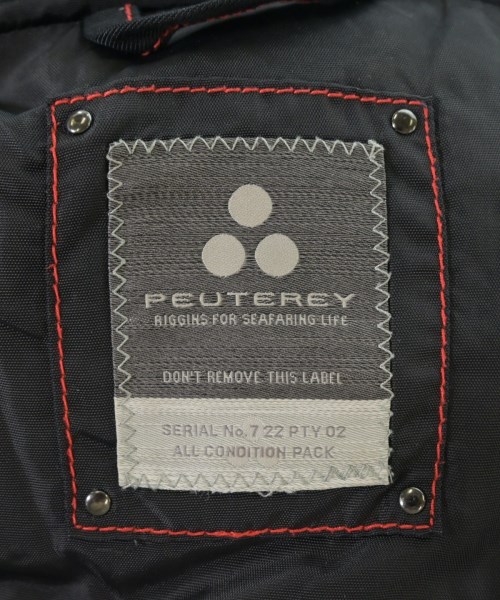 PEUTEREY
RIGGINS FOR SEAFARING LIFE
DON'T REMOVE THIS LABEL
SERIAL No.7 22 PTY 02
ALL CONDITION PACK